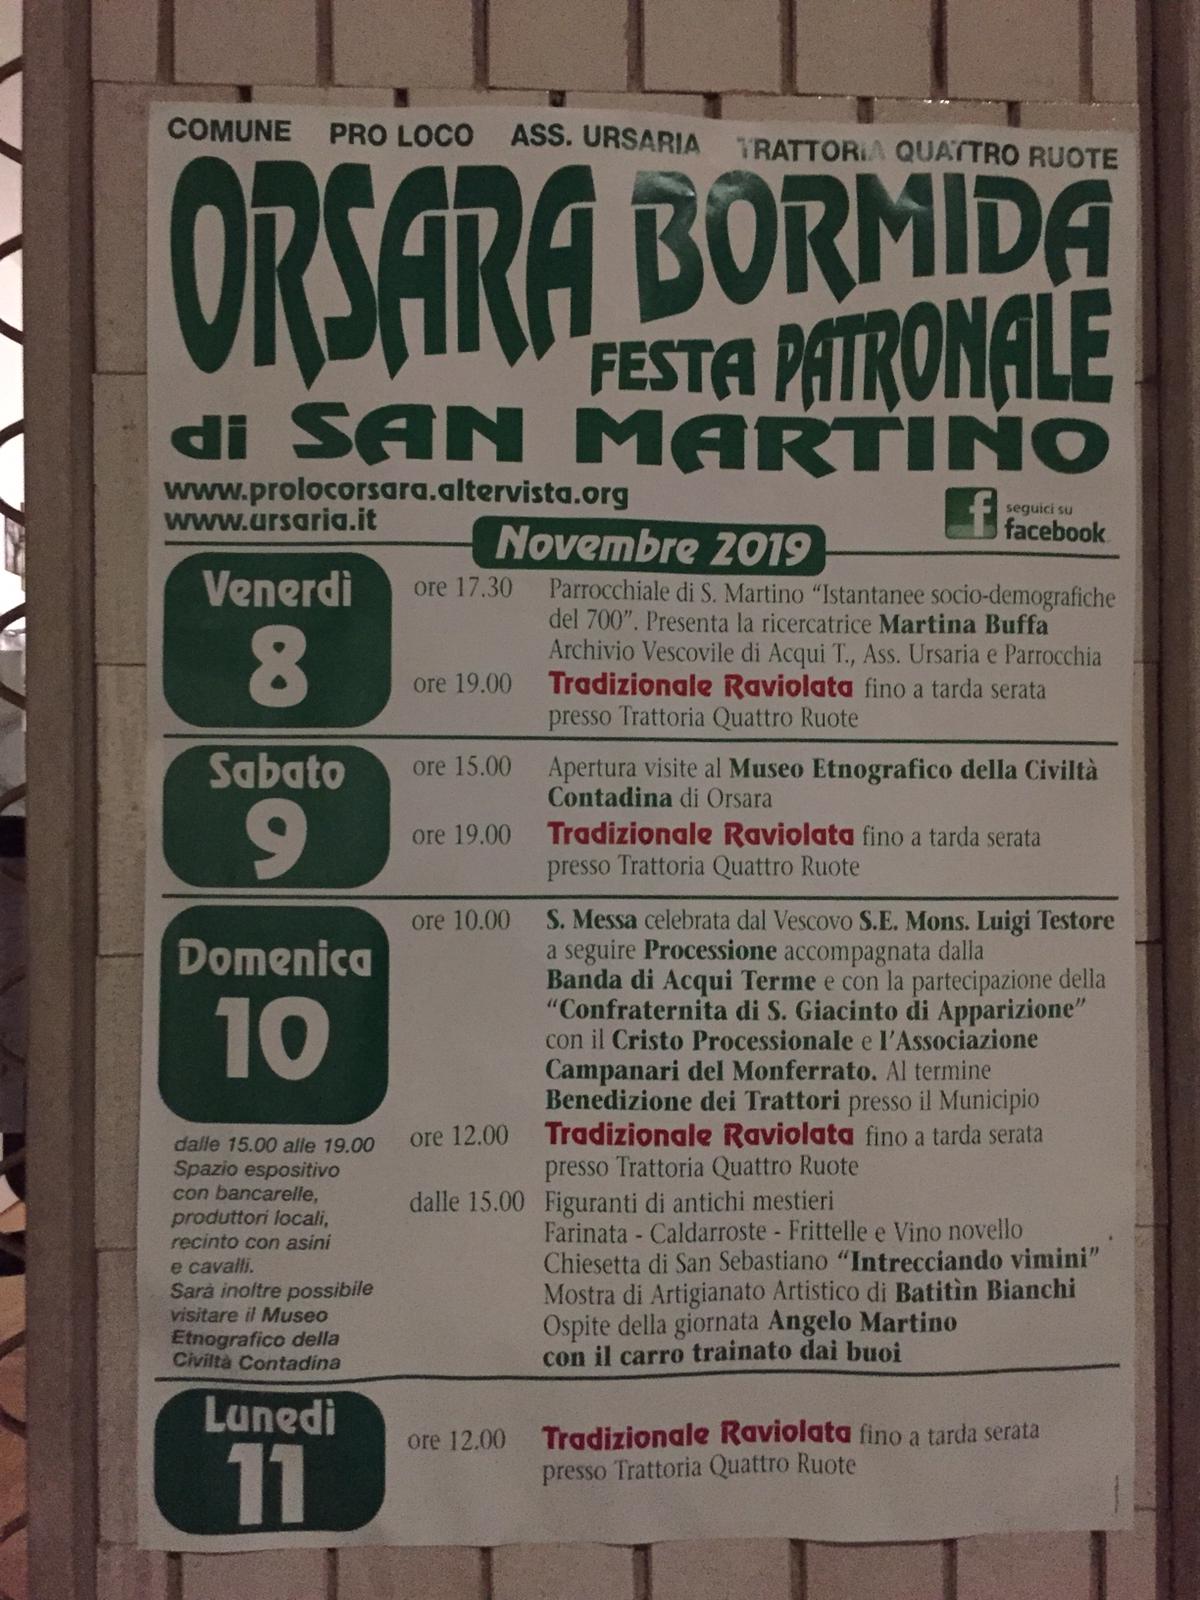 COMUNE PRO LOCO ASS. URSARIA TRATTORIA QUATTRO RUOTE
ORSARA BORMIDA
FESTA PATRONALE
di SAN MARTINO
www.prolocorsara.altervista.org
www.ursaria.it
seguici su
facebook
Novembre 2019
Venerdì
8
ore 17.30 Parrocchiale di S. Martino “Istantanee socio-demografiche
del 700”. Presenta la ricercatrice Martina Buffa
Archivio Vescovile di Acqui T., Ass. Ursaria e Parrocchia
ore 19.00 Tradizionale Raviolata fino a tarda serata
presso Trattoria Quattro Ruote
Sabato
9
ore 15.00 Apertura visite al Museo Etnografico della Civiltà
Contadina di Orsara
ore 19.00 Tradizionale Raviolata fino a tarda serata
presso Trattoria Quattro Ruote
Domenica
10
dalle 15.00 alle 19.00
Spazio espositivo
con bancarelle,
produttori locali,
recinto con asini
e cavalli.
Sarà inoltre possibile
visitare il Museo
Etnografico della
Civiltà Contadina
ore 10.00 S. Messa celebrata dal Vescovo S.E. Mons. Luigi Testore
a seguire Processione accompagnata dalla
Banda di Acqui Terme e con la partecipazione della
“Confraternita di S. Giacinto di Apparizione”
con il Cristo Processionale e l'Associazione
Campanari del Monferrato. Al termine
Benedizione dei Trattori presso il Municipio
ore 12.00 Tradizionale Raviolata fino a tarda serata
presso Trattoria Quattro Ruote
dalle 15.00 Figuranti di antichi mestieri
Farinata - Caldarroste - Frittelle e Vino novello
Chiesetta di San Sebastiano “Intrecciando vimini”
Mostra di Artigianato Artistico di Batitìn Bianchi
Ospite della giornata Angelo Martino
con il carro trainato dai buoi
Lunedì
11
ore 12.00 Tradizionale Raviolata fino a tarda serata
presso Trattoria Quattro Ruote